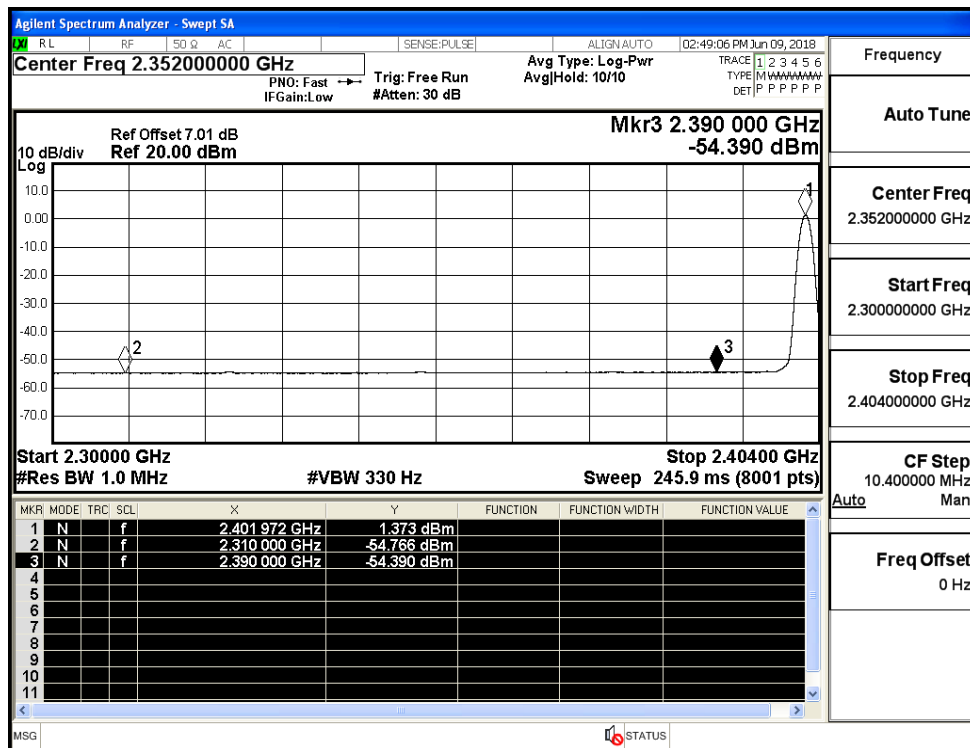 Agilent Spectrum Analyzer - Swept SA
LXI RL RF 50 Ω AC SENSE:PULSE ALIGN AUTO 02:49:06 PM Jun 09, 2018
Center Freq 2.352000000 GHz
PNO: Fast
IFGain:Low
Trig: Free Run
#Atten: 30 dB
Avg Type: Log-Pwr
Avg|Hold: 10/10
TRACE 1 2 3 4 5 6
TYPE M W W W W W
DET P P P P P P
Ref Offset 7.01 dB
Ref 20.00 dBm
10 dB/div
Log
Mkr3 2.390 000 GHz
-54.390 dBm
10.0
0.00
-10.0
-20.0
-30.0
-40.0
-50.0
-60.0
-70.0
1
2
3
Start 2.30000 GHz
Stop 2.40400 GHz
#Res BW 1.0 MHz #VBW 330 Hz Sweep 245.9 ms (8001 pts)
MKR MODE TRC SCL X Y FUNCTION FUNCTION WIDTH FUNCTION VALUE
1 N f 2.401 972 GHz 1.373 dBm
2 N f 2.310 000 GHz -54.766 dBm
3 N f 2.390 000 GHz -54.390 dBm
4
5
6
7
8
9
10
11
MSG STATUS
Frequency
Auto Tune
Center Freq
2.352000000 GHz
Start Freq
2.300000000 GHz
Stop Freq
2.404000000 GHz
CF Step
10.400000 MHz
Auto Man
Freq Offset
0 Hz